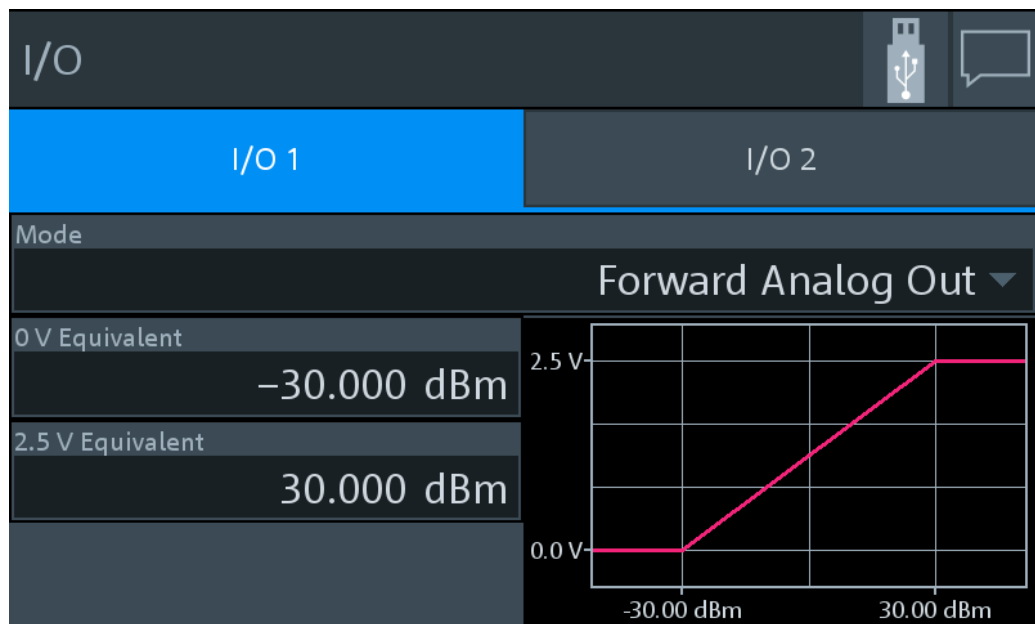 I/O
I/O 1
I/O 2
Mode
Forward Analog Out
0 V Equivalent
−30.000 dBm
2.5 V Equivalent
30.000 dBm
2.5 V
0.0 V
-30.00 dBm
30.00 dBm